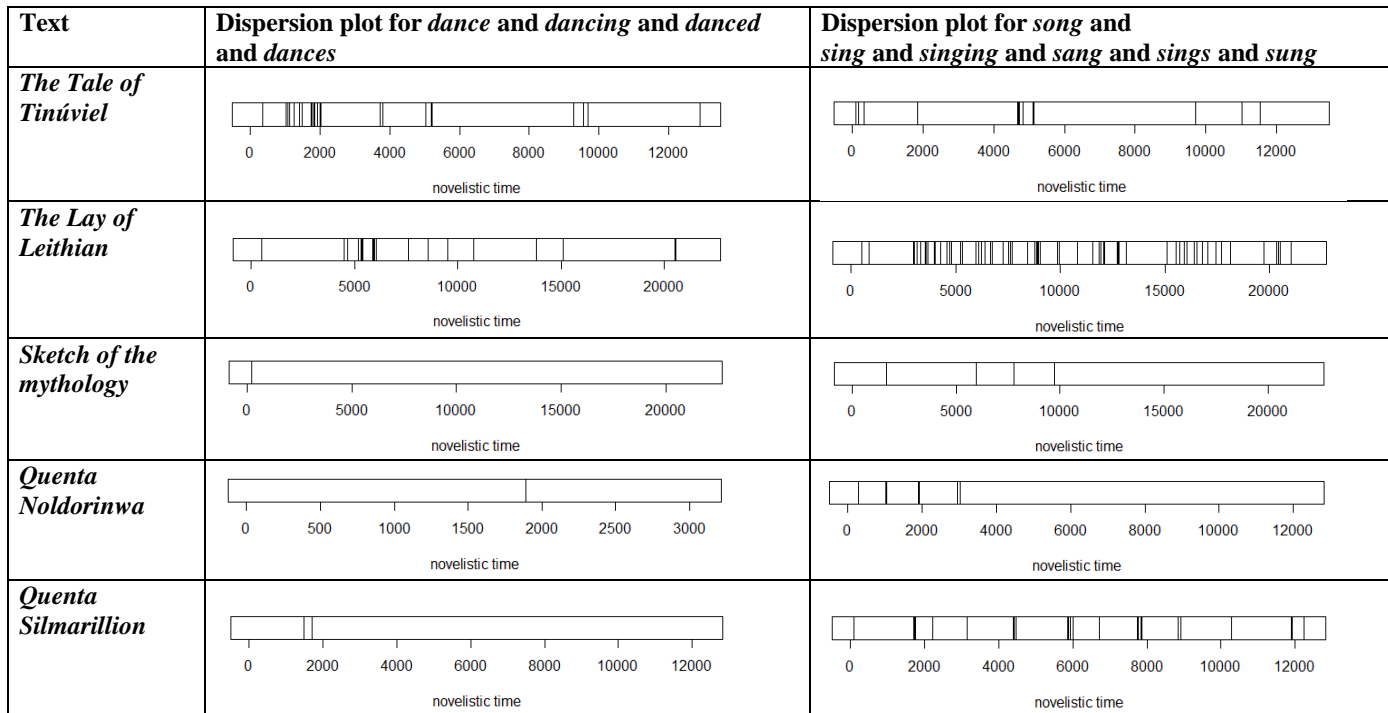 Text
Dispersion plot for dance and dancing and danced
and dances
Dispersion plot for song and
sing and singing and sang and sings and sung
The Tale of
Tinúviel
0 2000 4000 6000 8000 10000 12000
novelistic time
0 2000 4000 6000 8000 10000 12000
novelistic time
The Lay of
Leithian
0 5000 10000 15000 20000
novelistic time
0 5000 10000 15000 20000
novelistic time
Sketch of the
mythology
0 5000 10000 15000 20000
novelistic time
0 5000 10000 15000 20000
novelistic time
Quenta
Noldorinwa
0 500 1000 1500 2000 2500 3000
novelistic time
0 2000 4000 6000 8000 10000 12000
novelistic time
Quenta
Silmarillion
0 2000 4000 6000 8000 10000 12000
novelistic time
0 2000 4000 6000 8000 10000 12000
novelistic time